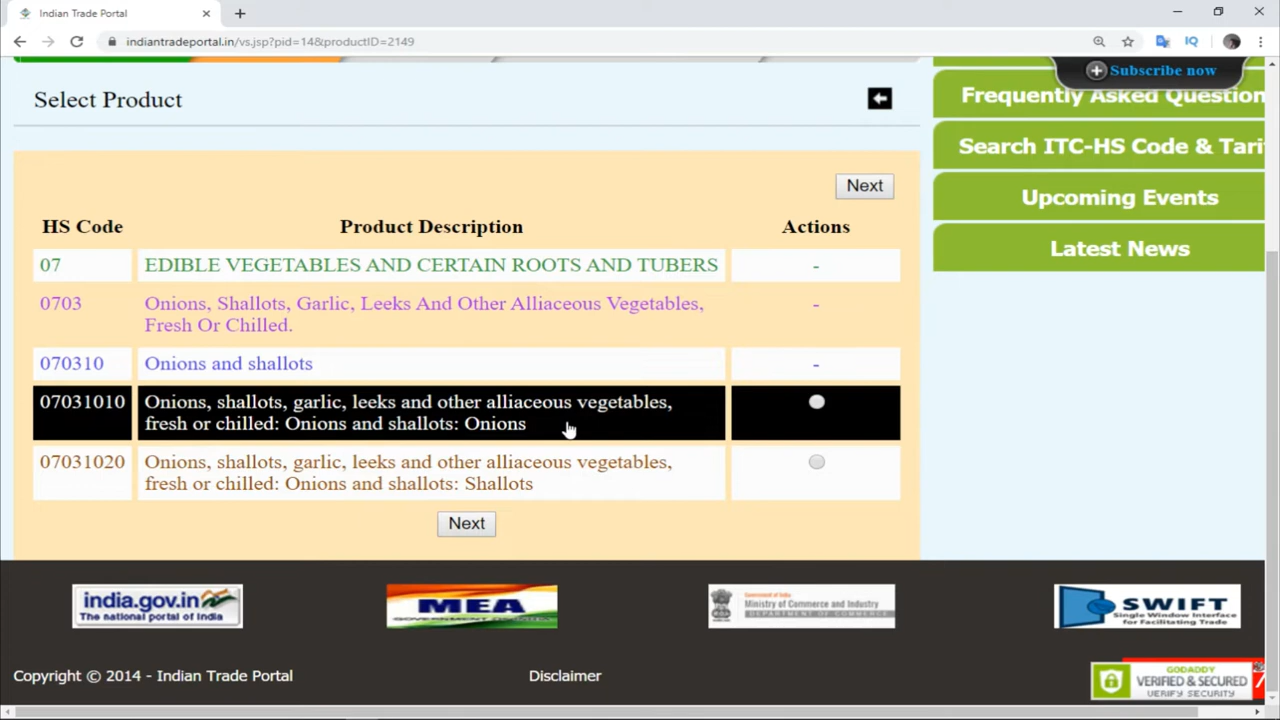 Indian Trade Portal
indiantradeportal.in/vs.jsp?pid=14&productID=2149
Subscribe now
Select Product
Frequently Asked Question
Search ITC-HS Code & Tari
Upcoming Events
Latest News
Next
HS Code Product Description Actions
07 EDIBLE VEGETABLES AND CERTAIN ROOTS AND TUBERS -
0703 Onions, Shallots, Garlic, Leeks And Other Alliaceous Vegetables, -
Fresh Or Chilled.
070310 Onions and shallots -
07031010 Onions, shallots, garlic, leeks and other alliaceous vegetables,
fresh or chilled: Onions and shallots: Onions
07031020 Onions, shallots, garlic, leeks and other alliaceous vegetables,
fresh or chilled: Onions and shallots: Shallots
Next
india.gov.in
The national portal of India
MEA
Ministry of Commerce and Industry
DEPARTMENT OF COMMERCE
SWIFT
Single Window Interface
for Facilitating Trade
Copyright © 2014 - Indian Trade Portal Disclaimer
GODADDY
VERIFIED & SECURED
VERIFY SECURITY